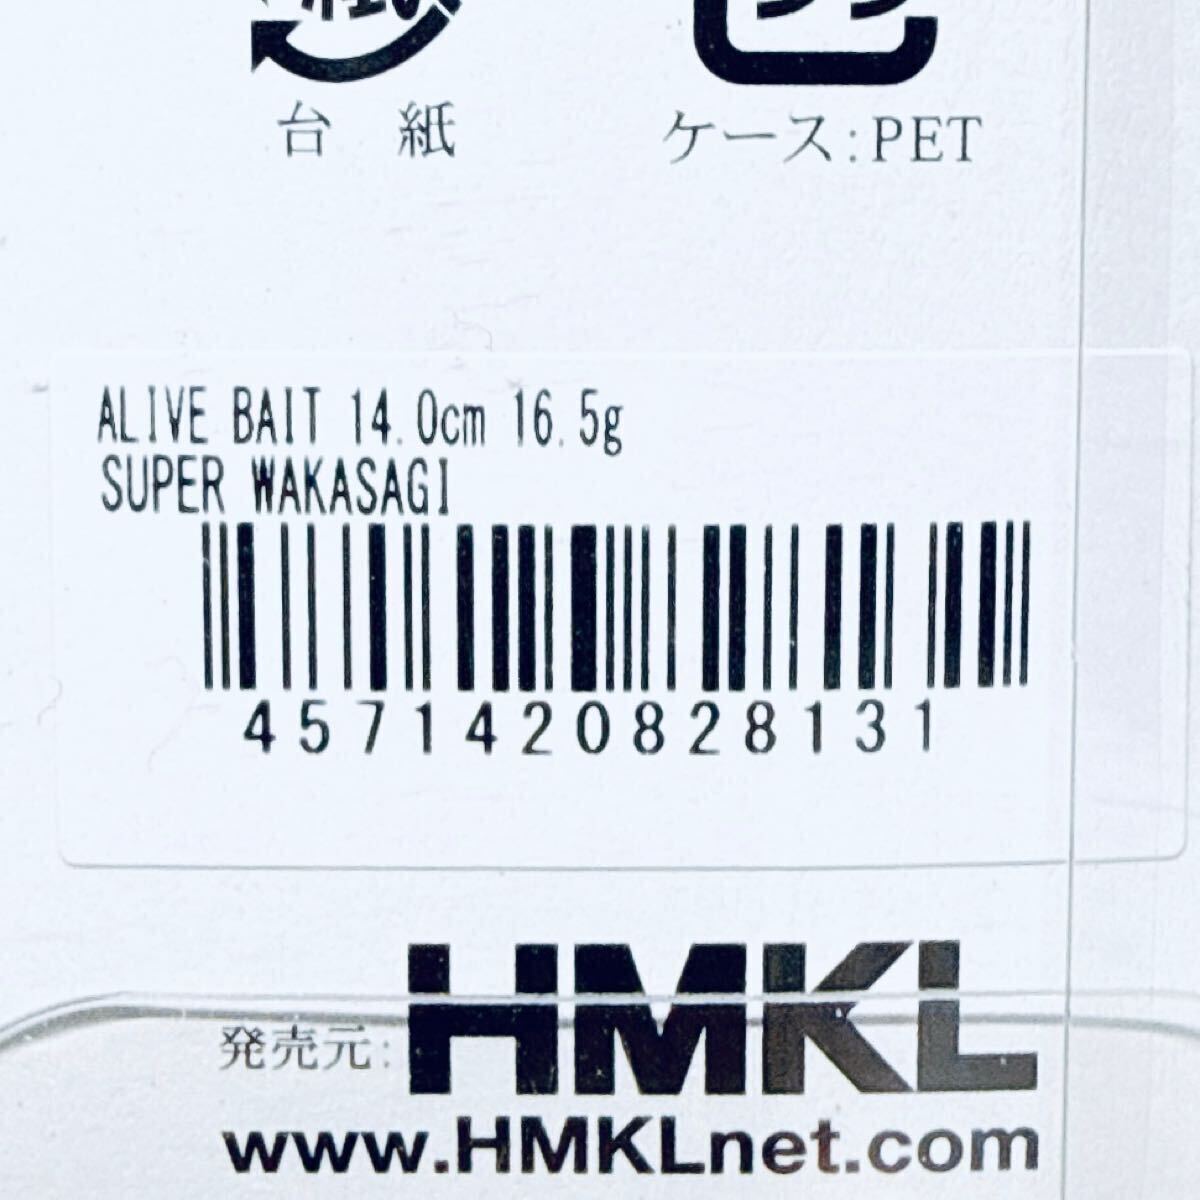 台 紙
ケース:PET
ALIVE BAIT 14.0cm 16.5g
SUPER WAKASAGI
4571420828131
発売元:
HMKL
www.HMKLnet.com